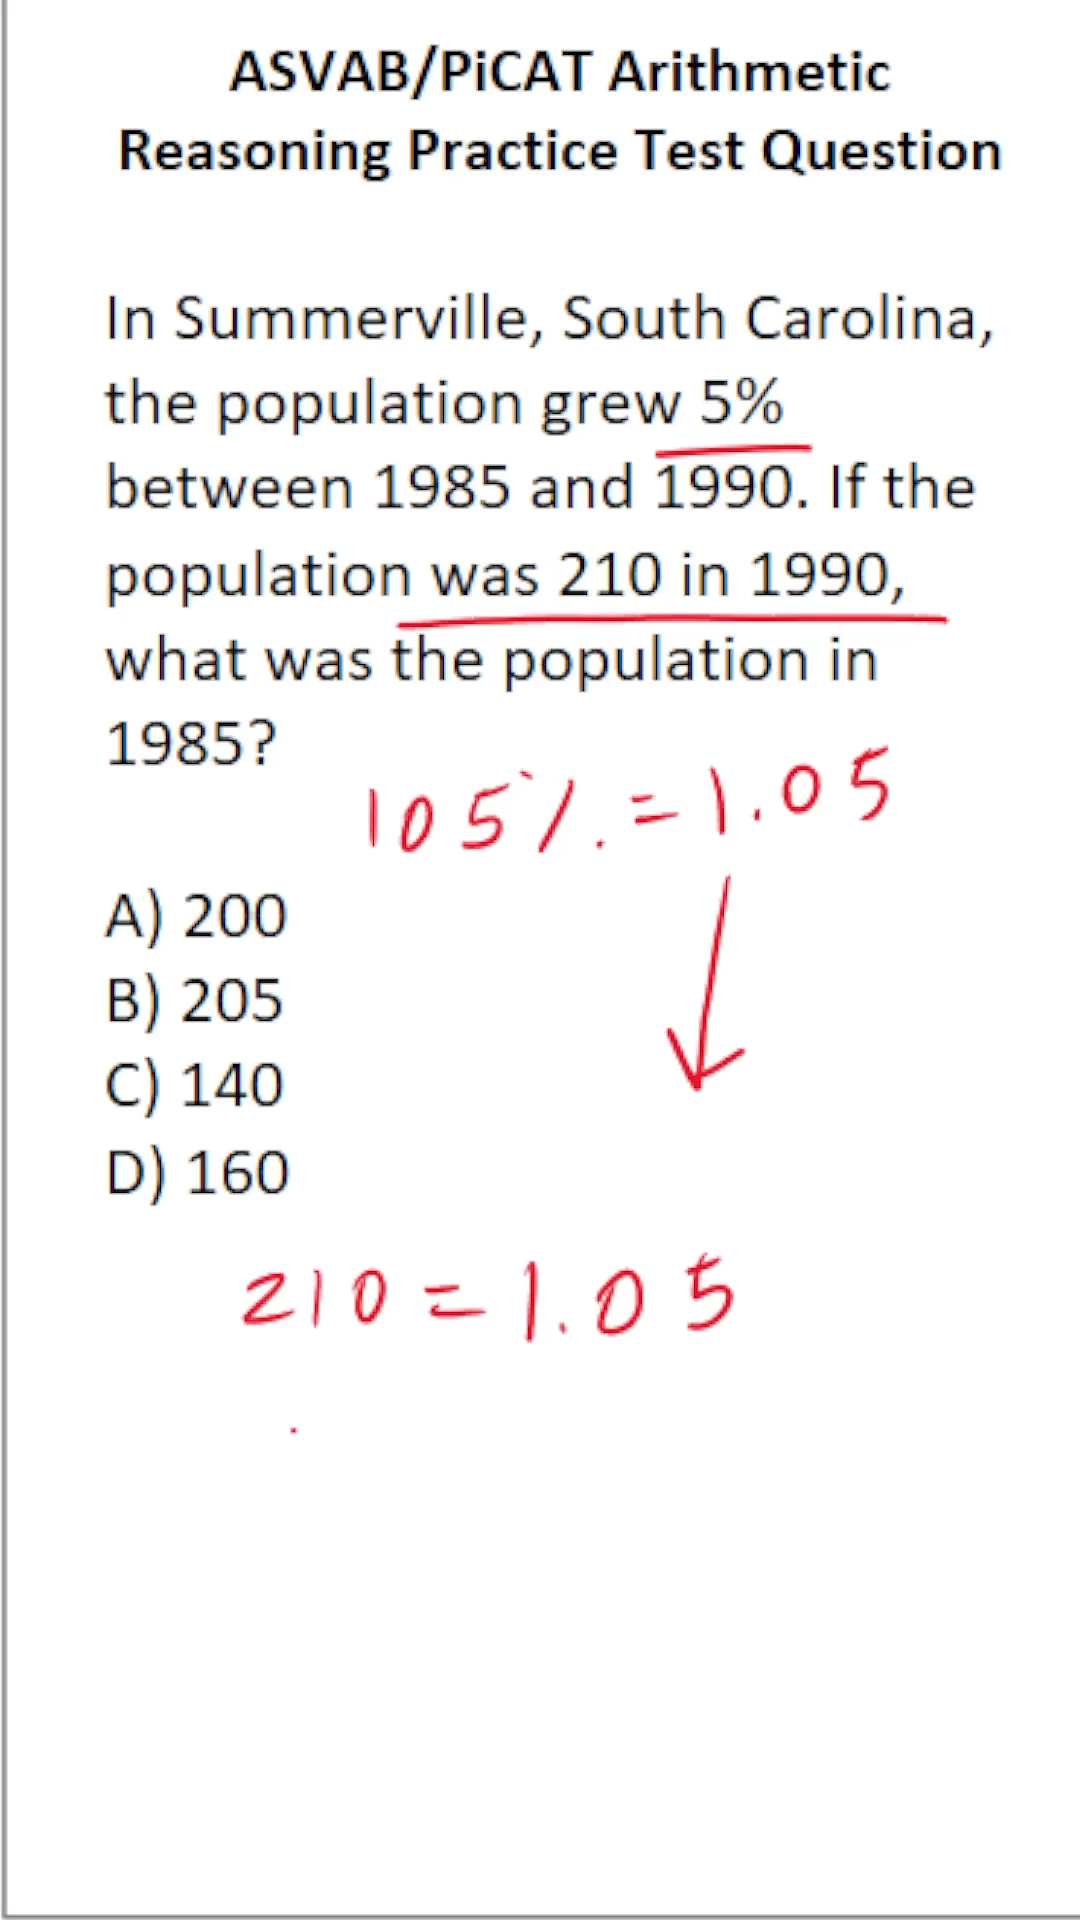 ASVAB/PiCAT Arithmetic
Reasoning Practice Test Question
In Summerville, South Carolina,
the population grew 5%
between 1985 and 1990. If the
population was 210 in 1990,
what was the population in
1985?
105% = 1.05
A) 200
B) 205
C) 140
D) 160
210 = 1.05